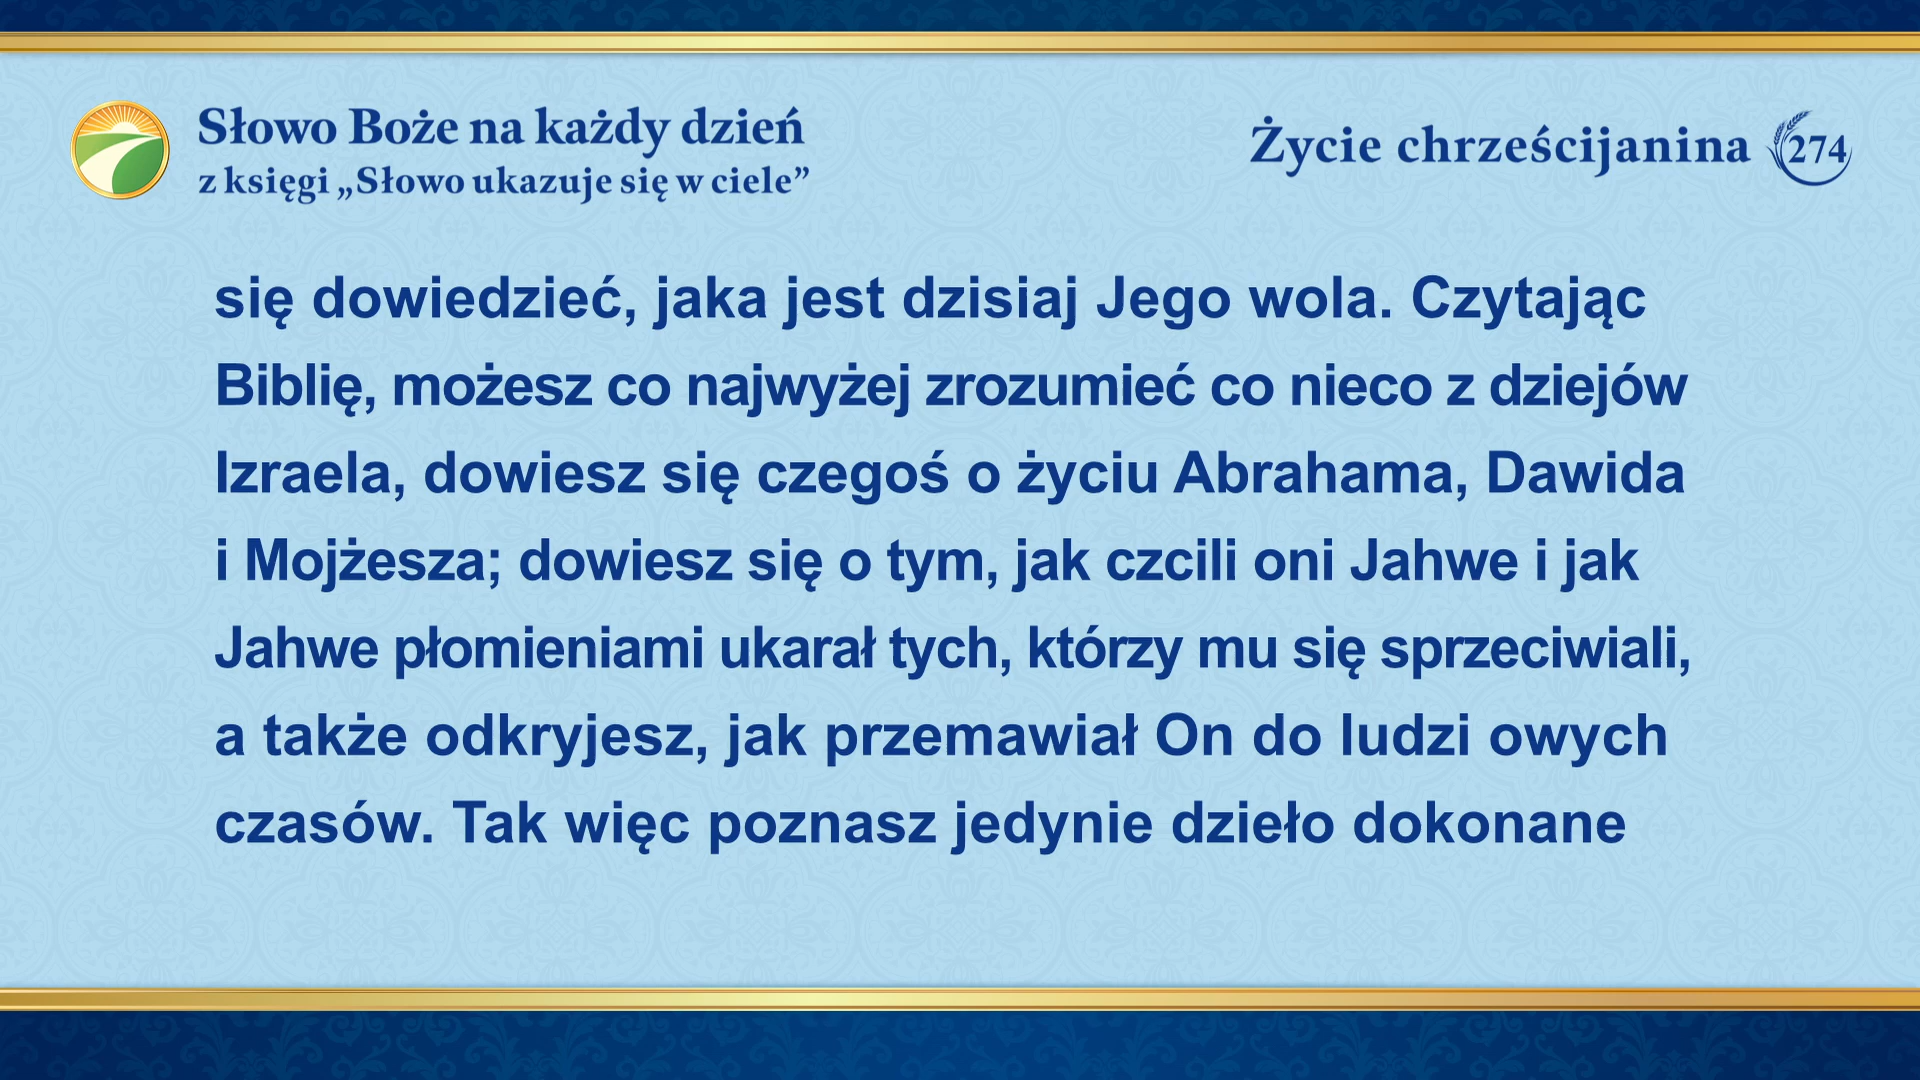 Słowo Boże na każdy dzień
z księgi „Słowo ukazuje się w ciele”
Życie chrześcijanina 274
się dowiedzieć, jaka jest dzisiaj Jego wola. Czytając
Biblię, możesz co najwyżej zrozumieć co nieco z dziejów
Izraela, dowiesz się czegoś o życiu Abrahama, Dawida
i Mojżesza; dowiesz się o tym, jak czcili oni Jahwe i jak
Jahwe płomieniami ukarał tych, którzy mu się sprzeciwiali,
a także odkryjesz, jak przemawiał On do ludzi owych
czasów. Tak więc poznasz jedynie dzieło dokonane